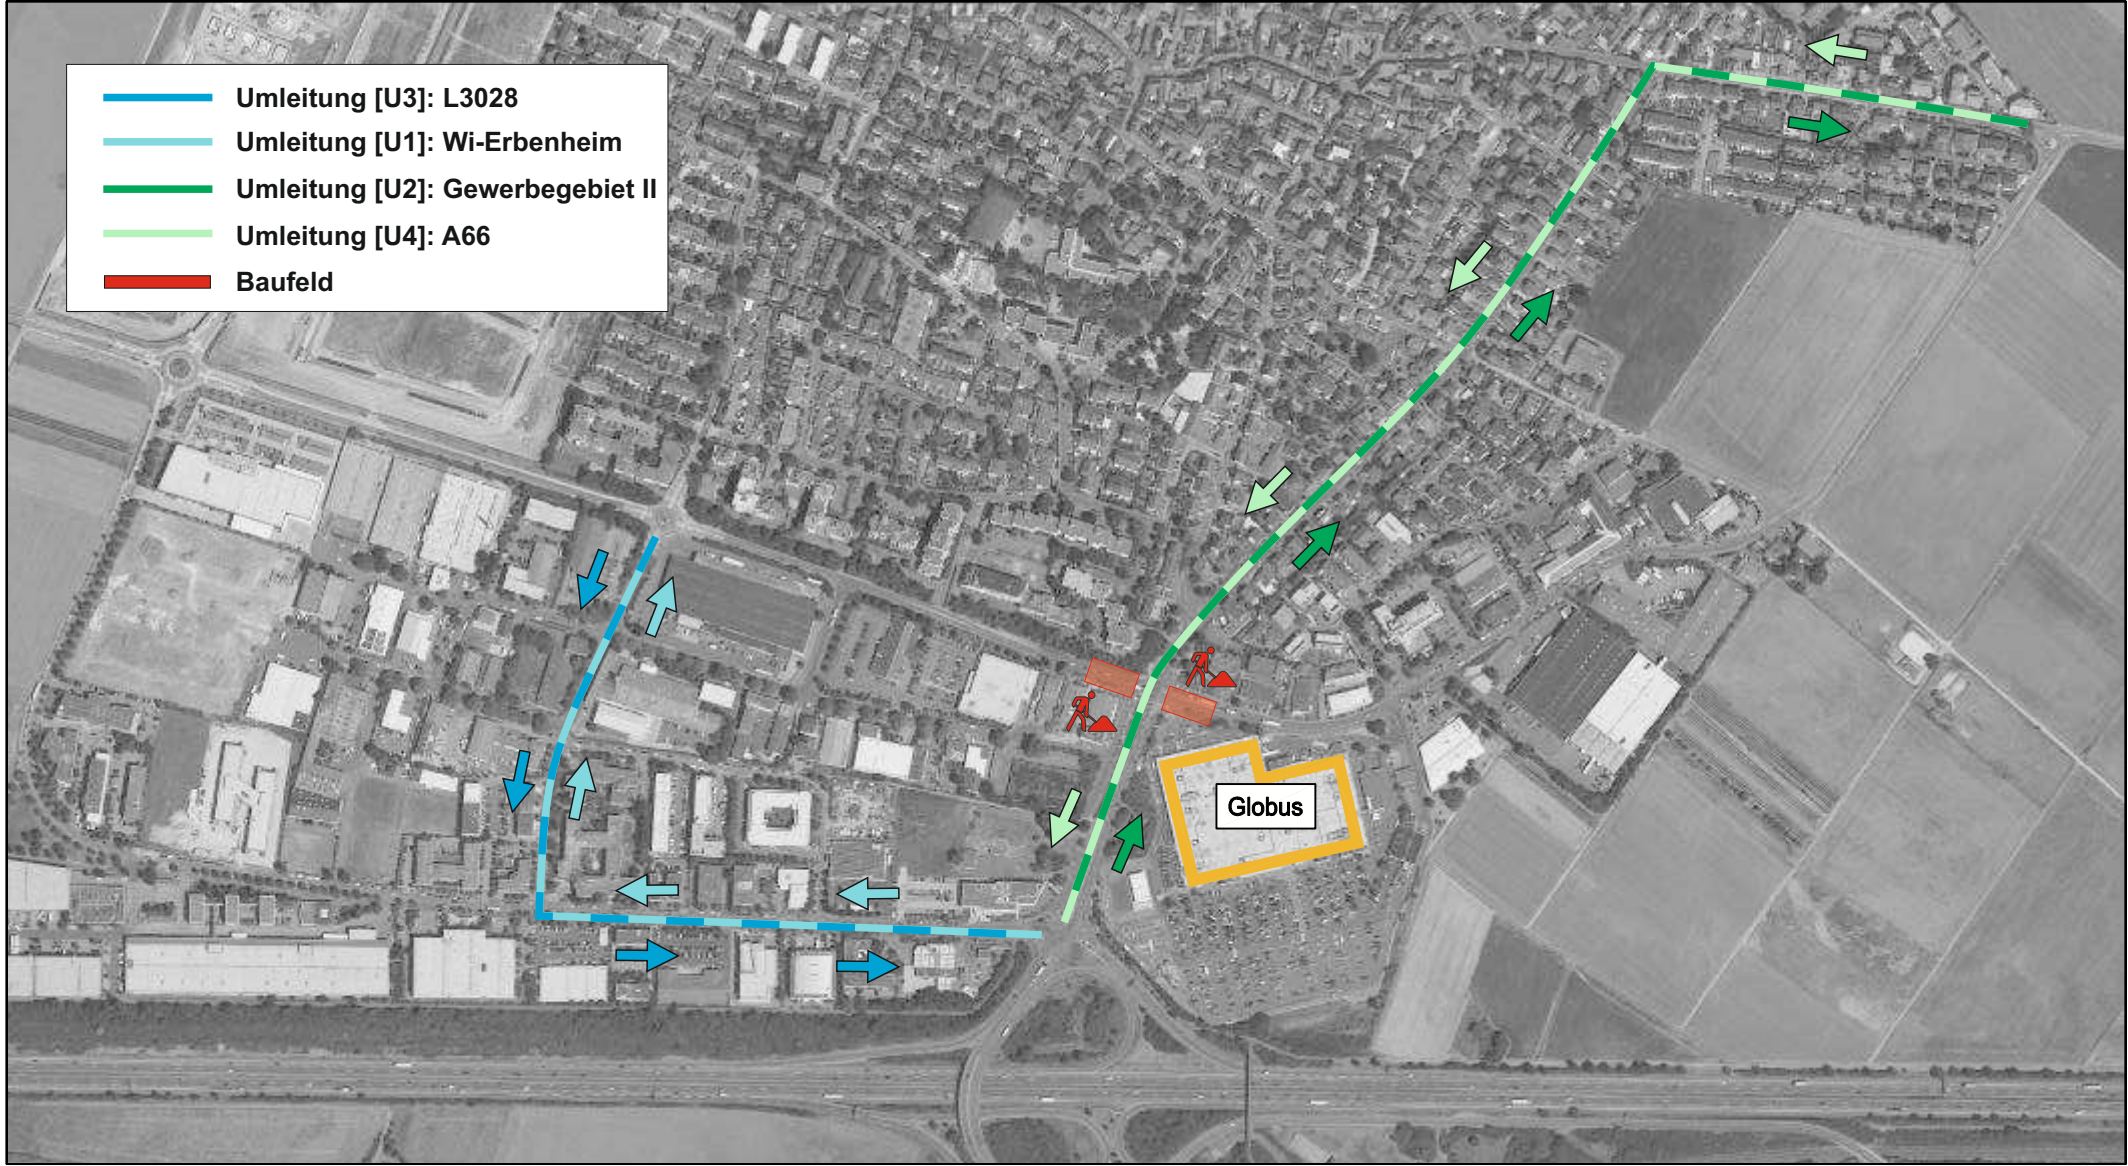 Umleitung [U3]: L3028
Umleitung [U1]: Wi-Erbenheim
Umleitung [U2]: Gewerbegebiet II
Umleitung [U4]: A66
Baufeld
Globus